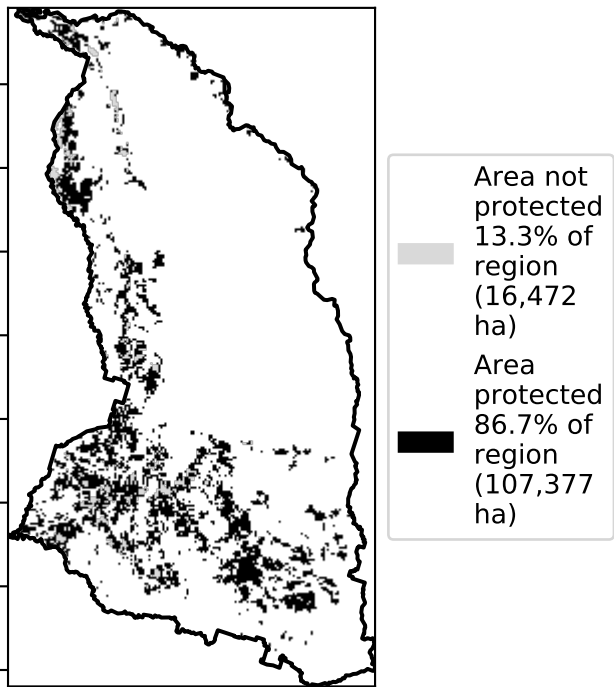 Area not
protected
13.3% of
region
(16,472
ha)
Area
protected
86.7% of
region
(107,377
ha)